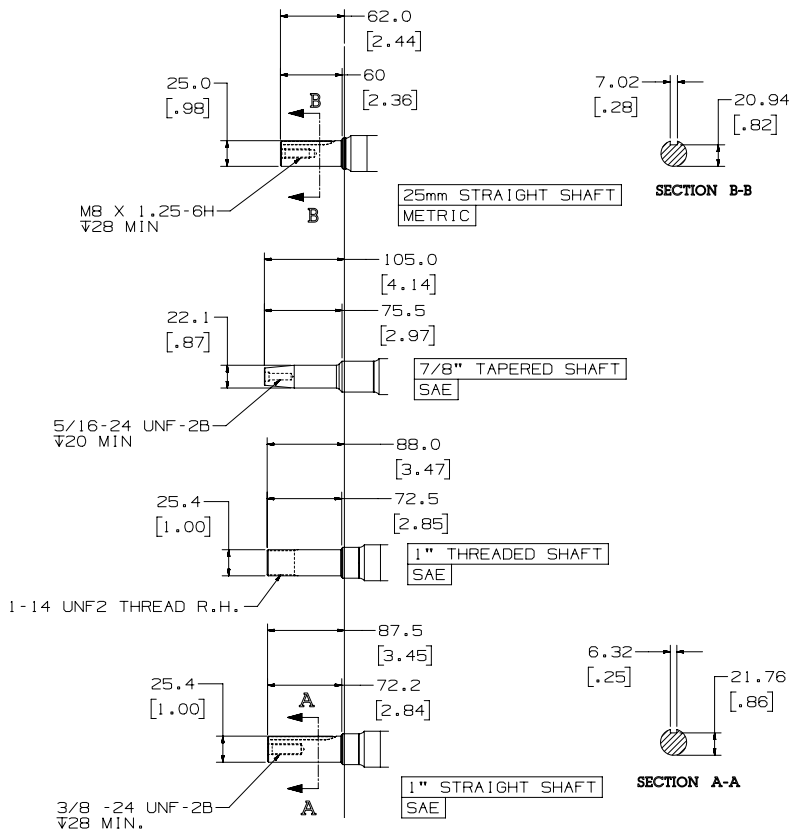 62.0
[2.44]
60
[2.36]
25.0
[.98]
B
B
M8 X 1.25-6H
↧28 MIN
25mm STRAIGHT SHAFT
METRIC
7.02
[.28]
20.94
[.82]
SECTION B-B
105.0
[4.14]
75.5
[2.97]
22.1
[.87]
7/8" TAPERED SHAFT
SAE
5/16-24 UNF-2B
↧20 MIN
88.0
[3.47]
72.5
[2.85]
25.4
[1.00]
1" THREADED SHAFT
SAE
1-14 UNF2 THREAD R.H.
87.5
[3.45]
72.2
[2.84]
25.4
[1.00]
A
A
3/8 -24 UNF-2B
↧28 MIN.
1" STRAIGHT SHAFT
SAE
6.32
[.25]
21.76
[.86]
SECTION A-A